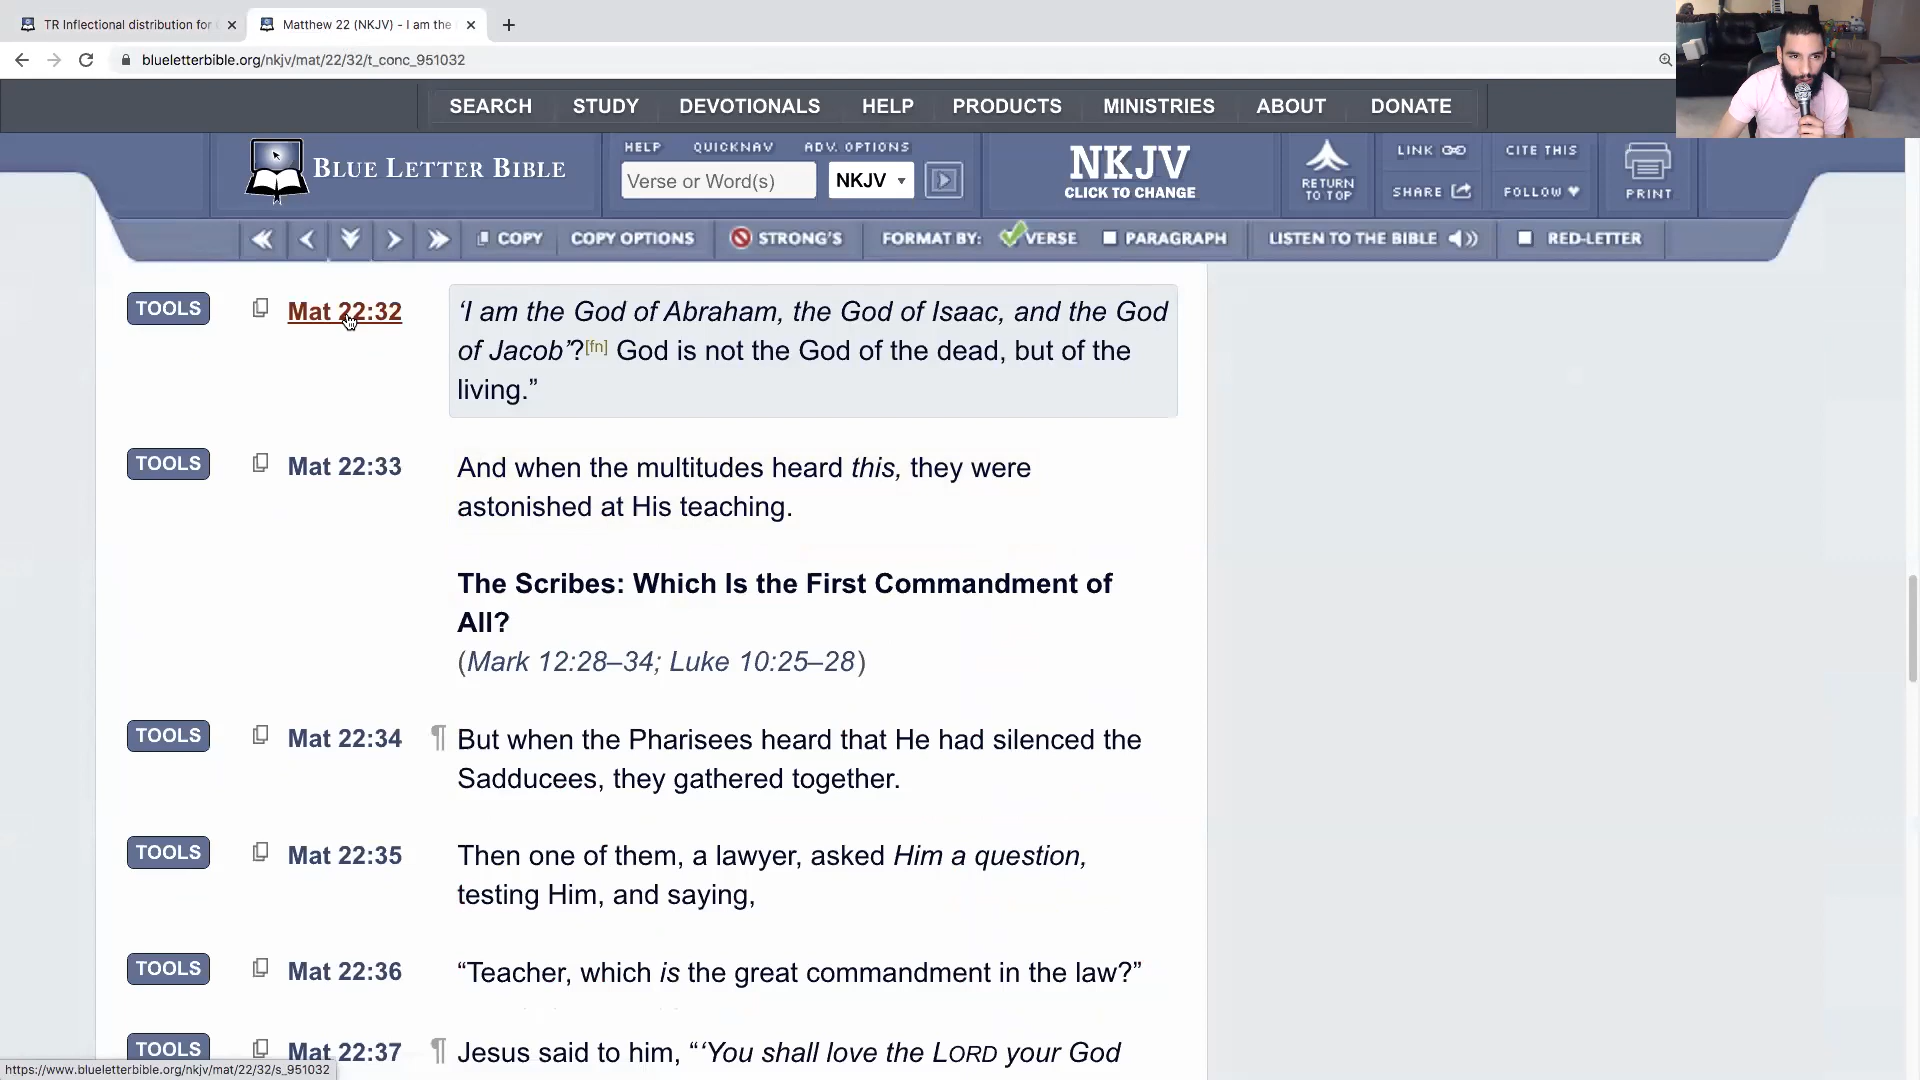 TR Inflectional distribution for
Matthew 22 (NKJV) - I am the
blueletterbible.org/nkjv/mat/22/32/t_conc_951032
SEARCH STUDY DEVOTIONALS HELP PRODUCTS MINISTRIES ABOUT DONATE
BLUE LETTER BIBLE
HELP QUICKNAV ADV. OPTIONS
Verse or Word(s) NKJV
NKJV
CLICK TO CHANGE
RETURN
TO TOP
LINK CITE THIS
SHARE FOLLOW
PRINT
COPY COPY OPTIONS STRONG'S FORMAT BY: VERSE PARAGRAPH LISTEN TO THE BIBLE RED-LETTER
TOOLS Mat 22:32 ‘I am the God of Abraham, the God of Isaac, and the God
of Jacob’?[fn] God is not the God of the dead, but of the
living.”
TOOLS Mat 22:33 And when the multitudes heard this, they were
astonished at His teaching.
The Scribes: Which Is the First Commandment of
All?
(Mark 12:28–34; Luke 10:25–28)
TOOLS Mat 22:34 ¶ But when the Pharisees heard that He had silenced the
Sadducees, they gathered together.
TOOLS Mat 22:35 Then one of them, a lawyer, asked Him a question,
testing Him, and saying,
TOOLS Mat 22:36 “Teacher, which is the great commandment in the law?”
TOOLS Mat 22:37 ¶ Jesus said to him, “‘You shall love the LORD your God
https://www.blueletterbible.org/nkjv/mat/22/32/s_951032